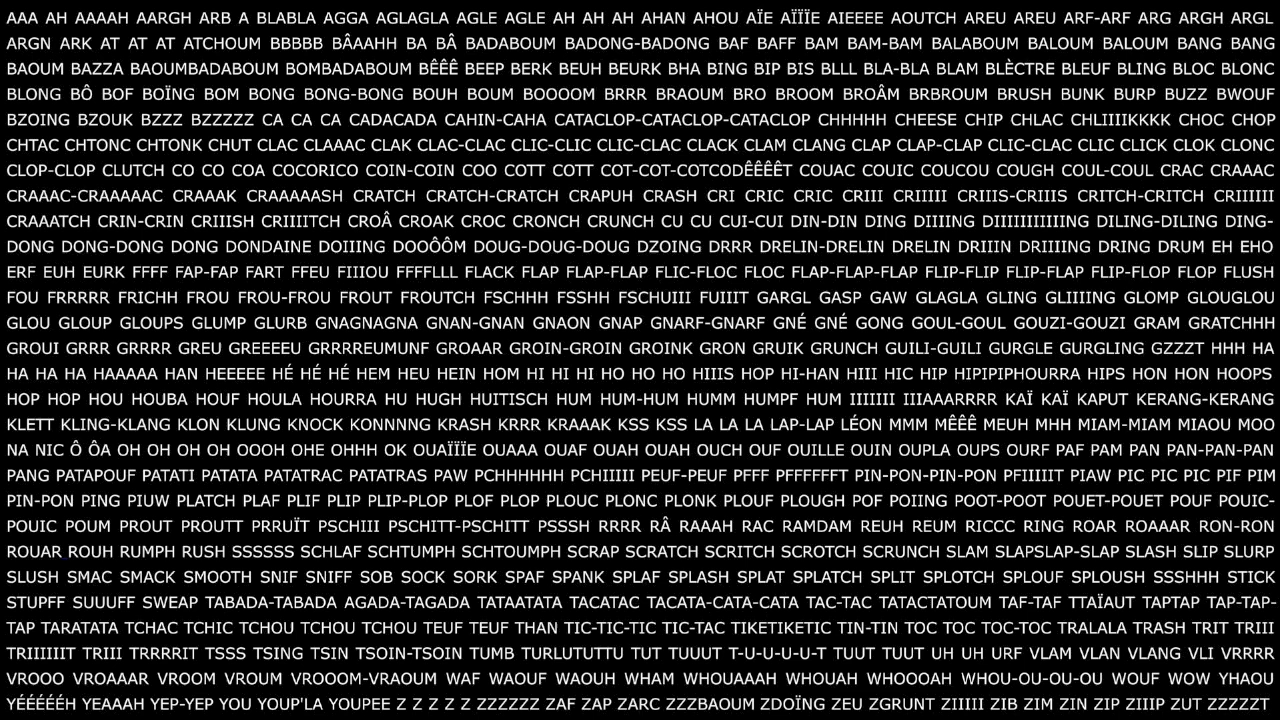 AAA AH AAAAH AARGH ARB A BLABLA AGGA AGLAGLA AGLE AGLE AH AH AH AHAN AHOU AÏE AÏÏÏE AIEEEE AOUTCH AREU AREU ARF-ARF ARG ARGH ARGL
ARGN ARK AT AT AT ATCHOUM BBBBB BÂAAHH BA BÂ BADABOUM BADONG-BADONG BAF BAFF BAM BAM-BAM BALABOUM BALOUM BALOUM BANG BANG
BAOUM BAZZA BAOUMBADABOUM BOMBADABOUM BÊÊÊ BEEP BERK BEUH BEURK BHA BING BIP BIS BLLL BLA-BLA BLAM BLÈCTRE BLEUF BLING BLOC BLONC
BLONG BÔ BOF BOÏNG BOM BONG BONG-BONG BOUH BOUM BOOOOM BRRR BRAOUM BRO BROOM BROÂM BRBROUM BRUSH BUNK BURP BUZZ BWOUF
BZOING BZOUK BZZZ BZZZZZ CA CA CA CADACADA CAHIN-CAHA CATACLOP-CATACLOP-CATACLOP CHHHHH CHEESE CHIP CHLAC CHLIIIIKKKK CHOC CHOP
CHTAC CHTONC CHTONK CHUT CLAC CLAAAC CLAK CLAC-CLAC CLIC-CLIC CLIC-CLAC CLACK CLAM CLANG CLAP CLAP-CLAP CLIC-CLAC CLIC CLICK CLOK CLONC
CLOP-CLOP CLUTCH CO CO COA COCORICO COIN-COIN COO COTT COTT COT-COT-COTCODÊÊÊÊT COUAC COUIC COUCOU COUGH COUL-COUL CRAC CRAAAC
CRAAAC-CRAAAAAC CRAAAK CRAAAAASH CRATCH CRATCH-CRATCH CRAPUH CRASH CRI CRIC CRIC CRIII CRIIIII CRIIIS-CRIIIS CRITCH-CRITCH CRIIIIII
CRAAATCH CRIN-CRIN CRIIISH CRIIIITCH CROÂ CROAK CROC CRONCH CRUNCH CU CU CUI-CUI DIN-DIN DING DIIIING DIIIIIIIIIIING DILING-DILING DING-
DONG DONG-DONG DONG DONDAINE DOIIING DOOÔÔM DOUG-DOUG-DOUG DZOING DRRR DRELIN-DRELIN DRELIN DRIIIN DRIIIING DRING DRUM EH EHO
ERF EUH EURK FFFF FAP-FAP FART FFEU FIIIOU FFFFLLL FLACK FLAP FLAP-FLAP FLIC-FLOC FLOC FLAP-FLAP-FLAP FLIP-FLIP FLIP-FLAP FLIP-FLOP FLOP FLUSH
FOU FRRRRR FRICHH FROU FROU-FROU FROUT FROUTCH FSCHHH FSSHH FSCHUIII FUIIIT GARGL GASP GAW GLAGLA GLING GLIIIING GLOMP GLOUGLOU
GLOU GLOUP GLOUPS GLUMP GLURB GNAGNAGNA GNAN-GNAN GNAON GNAP GNARF-GNARF GNÉ GNÉ GONG GOUL-GOUL GOUZI-GOUZI GRAM GRATCHHH
GROUI GRRR GRRRR GREU GREEEEU GRRRREUMUNF GROAAR GROIN-GROIN GROINK GRON GRUIK GRUNCH GUILI-GUILI GURGLE GURGLING GZZZT HHH HA
HA HA HA HAAAAA HAN HEEEEE HÉ HÉ HÉ HEM HEU HEIN HOM HI HI HI HO HO HO HIIIS HOP HI-HAN HIII HIC HIP HIPIPIPHOURRA HIPS HON HON HOOPS
HOP HOP HOU HOUBA HOUF HOULA HOURRA HU HUGH HUITISCH HUM HUM-HUM HUMM HUMPF HUM IIIIIII IIIAAARRRR KAÏ KAÏ KAPUT KERANG-KERANG
KLETT KLING-KLANG KLON KLUNG KNOCK KONNNNG KRASH KRRR KRAAAK KSS KSS LA LA LA LAP-LAP LÉON MMM MÊÊÊ MEUH MHH MIAM-MIAM MIAOU MOO
NA NIC Ô ÔA OH OH OH OH OOOH OHE OHHH OK OUAÏÏÏE OUAAA OUAF OUAH OUAH OUCH OUF OUILLE OUIN OUPLA OUPS OURF PAF PAM PAN PAN-PAN-PAN
PANG PATAPOUF PATATI PATATA PATATRAC PATATRAS PAW PCHHHHHH PCHIIIII PEUF-PEUF PFFF PFFFFFFT PIN-PON-PIN-PON PFIIIIIT PIAW PIC PIC PIC PIF PIM
PIN-PON PING PIUW PLATCH PLAF PLIF PLIP PLIP-PLOP PLOF PLOP PLOUC PLONC PLONK PLOUF PLOUGH POF POIING POOT-POOT POUET-POUET POUF POUIC-
POUIC POUM PROUT PROUTT PRRUÏT PSCHIII PSCHITT-PSCHITT PSSSH RRRR RÂ RAAAH RAC RAMDAM REUH REUM RICCC RING ROAR ROAAAR RON-RON
ROUAR ROUH RUMPH RUSH SSSSSS SCHLAF SCHTUMPH SCHTOUMPH SCRAP SCRATCH SCRITCH SCROTCH SCRUNCH SLAM SLAPSLAP-SLAP SLASH SLIP SLURP
SLUSH SMAC SMACK SMOOTH SNIF SNIFF SOB SOCK SORK SPAF SPANK SPLAF SPLASH SPLAT SPLATCH SPLIT SPLOTCH SPLOUF SPLOUSH SSSHHH STICK
STUPFF SUUUFF SWEAP TABADA-TABADA AGADA-TAGADA TATAATATA TACATAC TACATA-CATA-CATA TAC-TAC TATACTATOUM TAF-TAF TTAÏAUT TAPTAP TAP-TAP-
TAP TARATATA TCHAC TCHIC TCHOU TCHOU TCHOU TEUF TEUF THAN TIC-TIC-TIC TIC-TAC TIKETIKETIC TIN-TIN TOC TOC TOC-TOC TRALALA TRASH TRIT TRIII
TRIIIIIIT TRIII TRRRRIT TSSS TSING TSIN TSOIN-TSOIN TUMB TURLUTUTTU TUT TUUUT T-U-U-U-U-T TUUT TUUT UH UH URF VLAM VLAN VLANG VLI VRRRR
VROOO VROAAAR VROOM VROUM VROOOM-VRAOUM WAF WAOUF WAOUH WHAM WHOUAAAH WHOUAH WHOOOAH WHOU-OU-OU-OU WOUF WOW YHAOU
YÉÉÉÉÉH YEAAAH YEP-YEP YOU YOUP'LA YOUPEE Z Z Z Z Z ZZZZZZ ZAF ZAP ZARC ZZZBAOUM ZDOÏNG ZEU ZGRUNT ZIIIII ZIB ZIM ZIN ZIP ZIIIP ZUT ZZZZZT